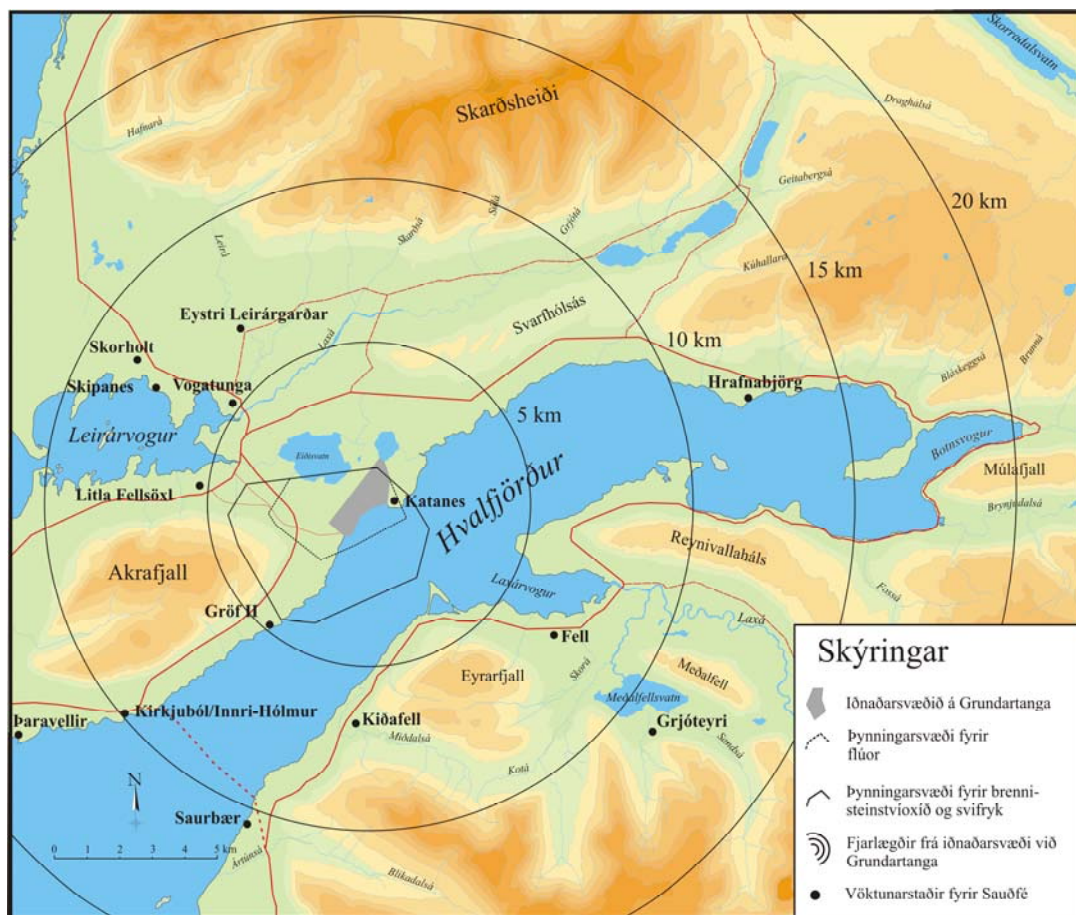 Skorradalsvatn
Skarðsheiði
Hafnará
Draghálsá
Geitabergsá
20 km
Leirá
Skarðsá
Súlá
Grjótá
Kúhallará
15 km
Svarfhólsás
Eystri Leirárgarðar
Laxá
10 km
Brunná
Skorholt
Bláskeggsá
Skipanes
Vogatunga
Hrafnabjörg
5 km
Leirárvogur
Botnsvogur
Eiðisvatn
Múlafjall
Litla Fellsöxl
Katanes
Hvalfjörður
Brynjudalsá
Reynivallaháls
Akrafjall
Laxárvogur
Fossá
Laxá
Gröf II
Fell
Eyrarfjall
Skorá
Meðalfell
Meðalfellsvatn
Kirkjuból/Innri-Hólmur
Þaravellir
Kiðafell
Miðdalsá
Grjóteyri
Sandsá
Kotá
N
Saurbær
0 1 2 3 4 5 km
Ártúnsá
Blikadalsá
Skýringar
Iðnaðarsvæðið á Grundartanga
Þynningarsvæði fyrir
flúor
Þynningarsvæði fyrir brenni-
steinstvíoxið og svifryk
Fjarlægðir frá iðnaðarsvæði við
Grundartanga
Vöktunarstaðir fyrir Sauðfé